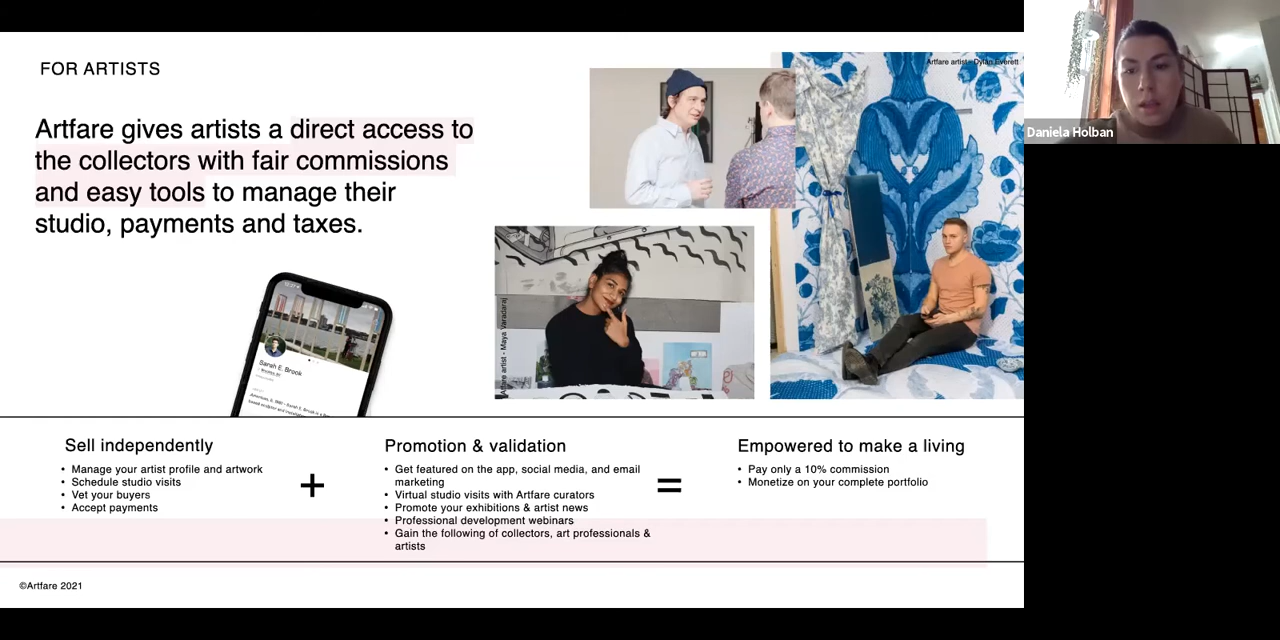 FOR ARTISTS
Artfare gives artists a direct access to
the collectors with fair commissions
and easy tools to manage their
studio, payments and taxes.
Artfare artist - Dylan Everett
Daniela Holban
Artfare artist - Maya Varadaraj
Sarah E. Brook
Sell independently
• Manage your artist profile and artwork
• Schedule studio visits
• Vet your buyers
• Accept payments
+
Promotion & validation
• Get featured on the app, social media, and email
marketing
• Virtual studio visits with Artfare curators
• Promote your exhibitions & artist news
• Professional development webinars
• Gain the following of collectors, art professionals &
artists
=
Empowered to make a living
• Pay only a 10% commission
• Monetize on your complete portfolio
©Artfare 2021